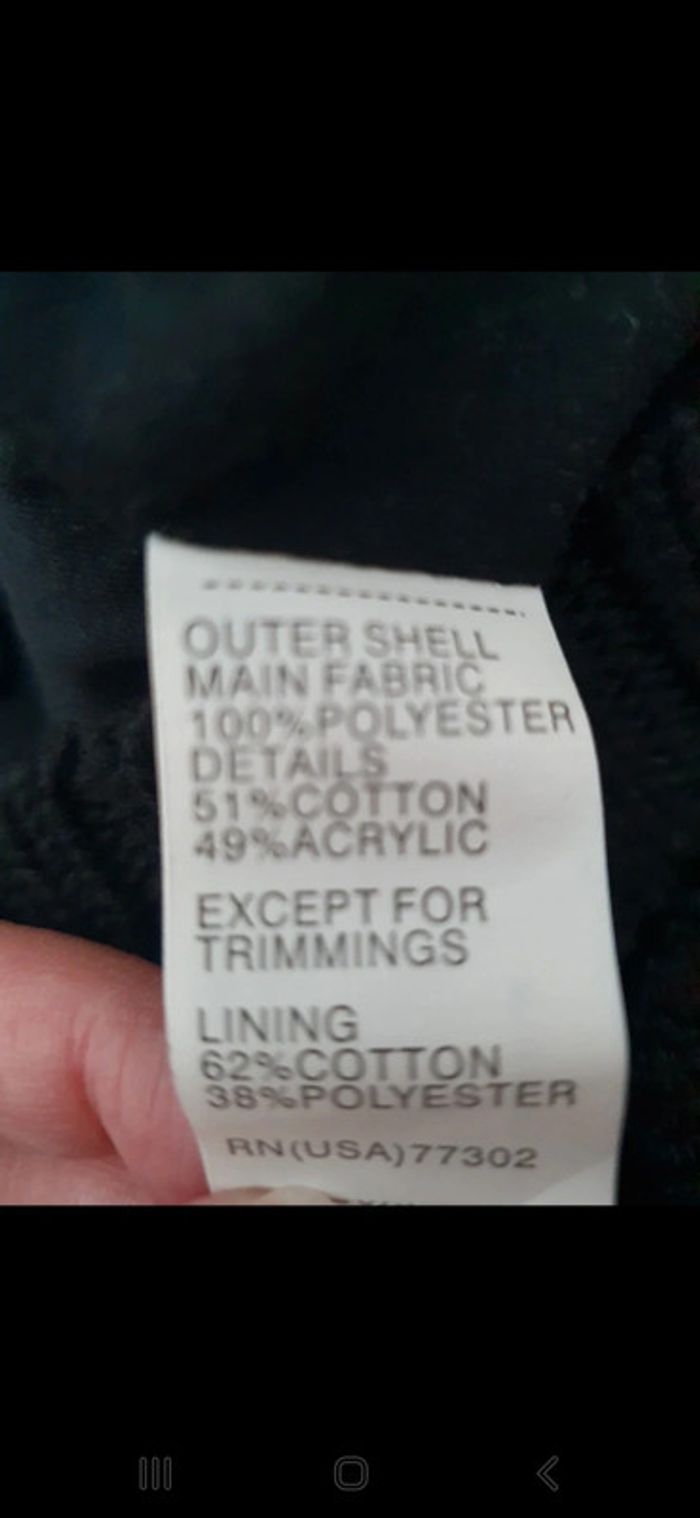 OUTER SHELL
MAIN FABRIC
100%POLYESTER
DETAILS
51%COTTON
49%ACRYLIC
EXCEPT FOR
TRIMMINGS
LINING
62%COTTON
38%POLYESTER
RN(USA)77302